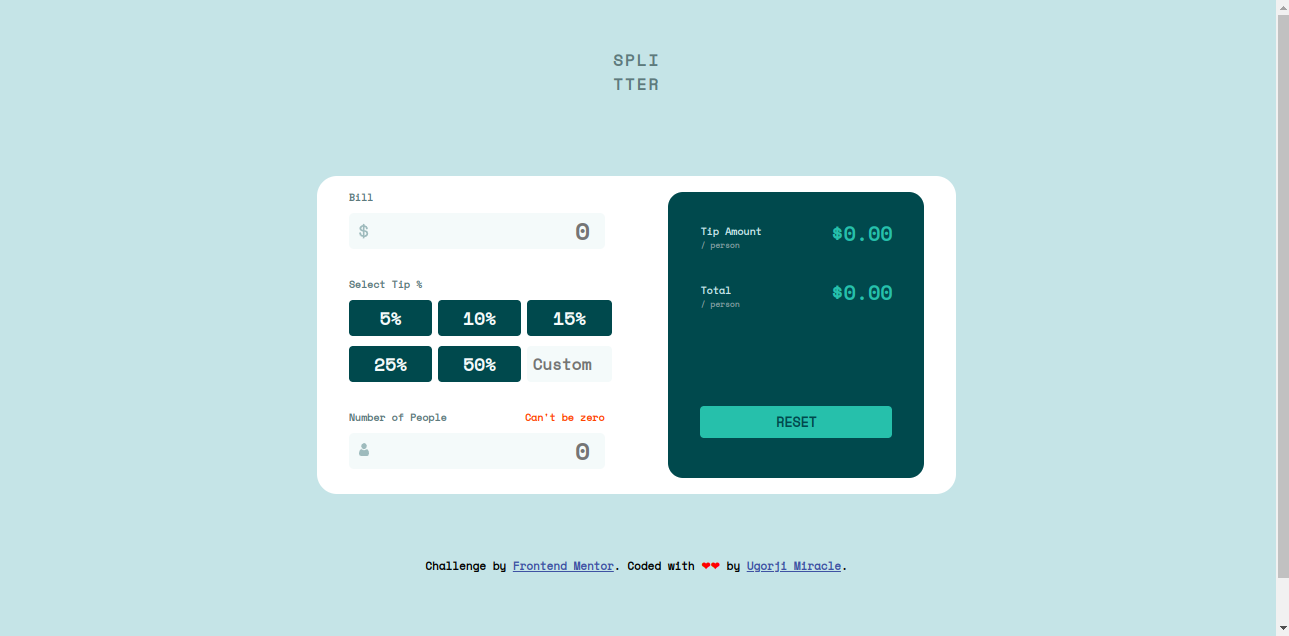 SPLI
TTER
Bill
$ 0
Select Tip %
5% 10% 15%
25% 50% Custom
Number of People Can't be zero
0
Tip Amount $0.00
/ person
Total $0.00
/ person
RESET
Challenge by Frontend Mentor. Coded with ❤❤ by Ugorji Miracle.